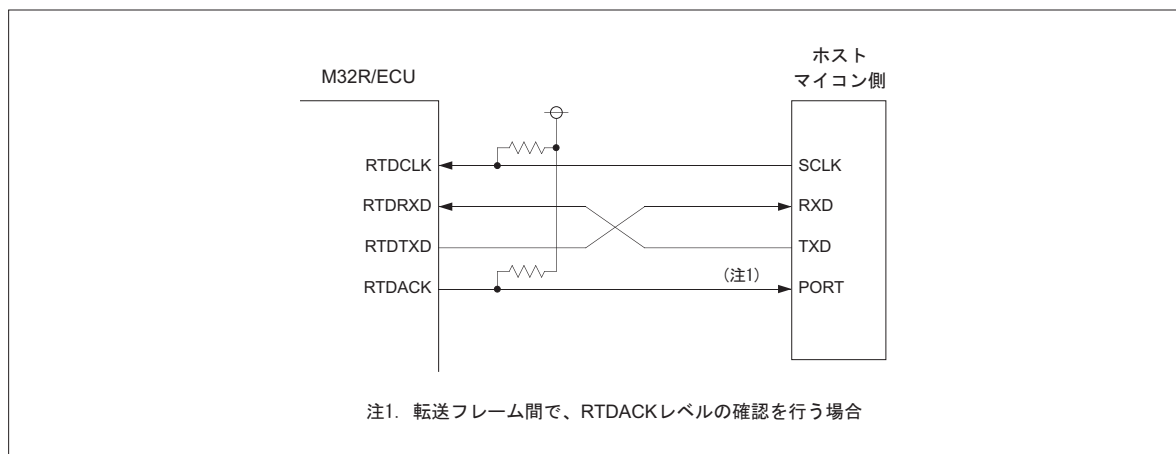 M32R/ECU
ホスト
マイコン側
RTDCLK
SCLK
RTDRXD
RXD
RTDTXD
TXD
RTDACK
(注1)
PORT
注1. 転送フレーム間で、RTDACKレベルの確認を行う場合